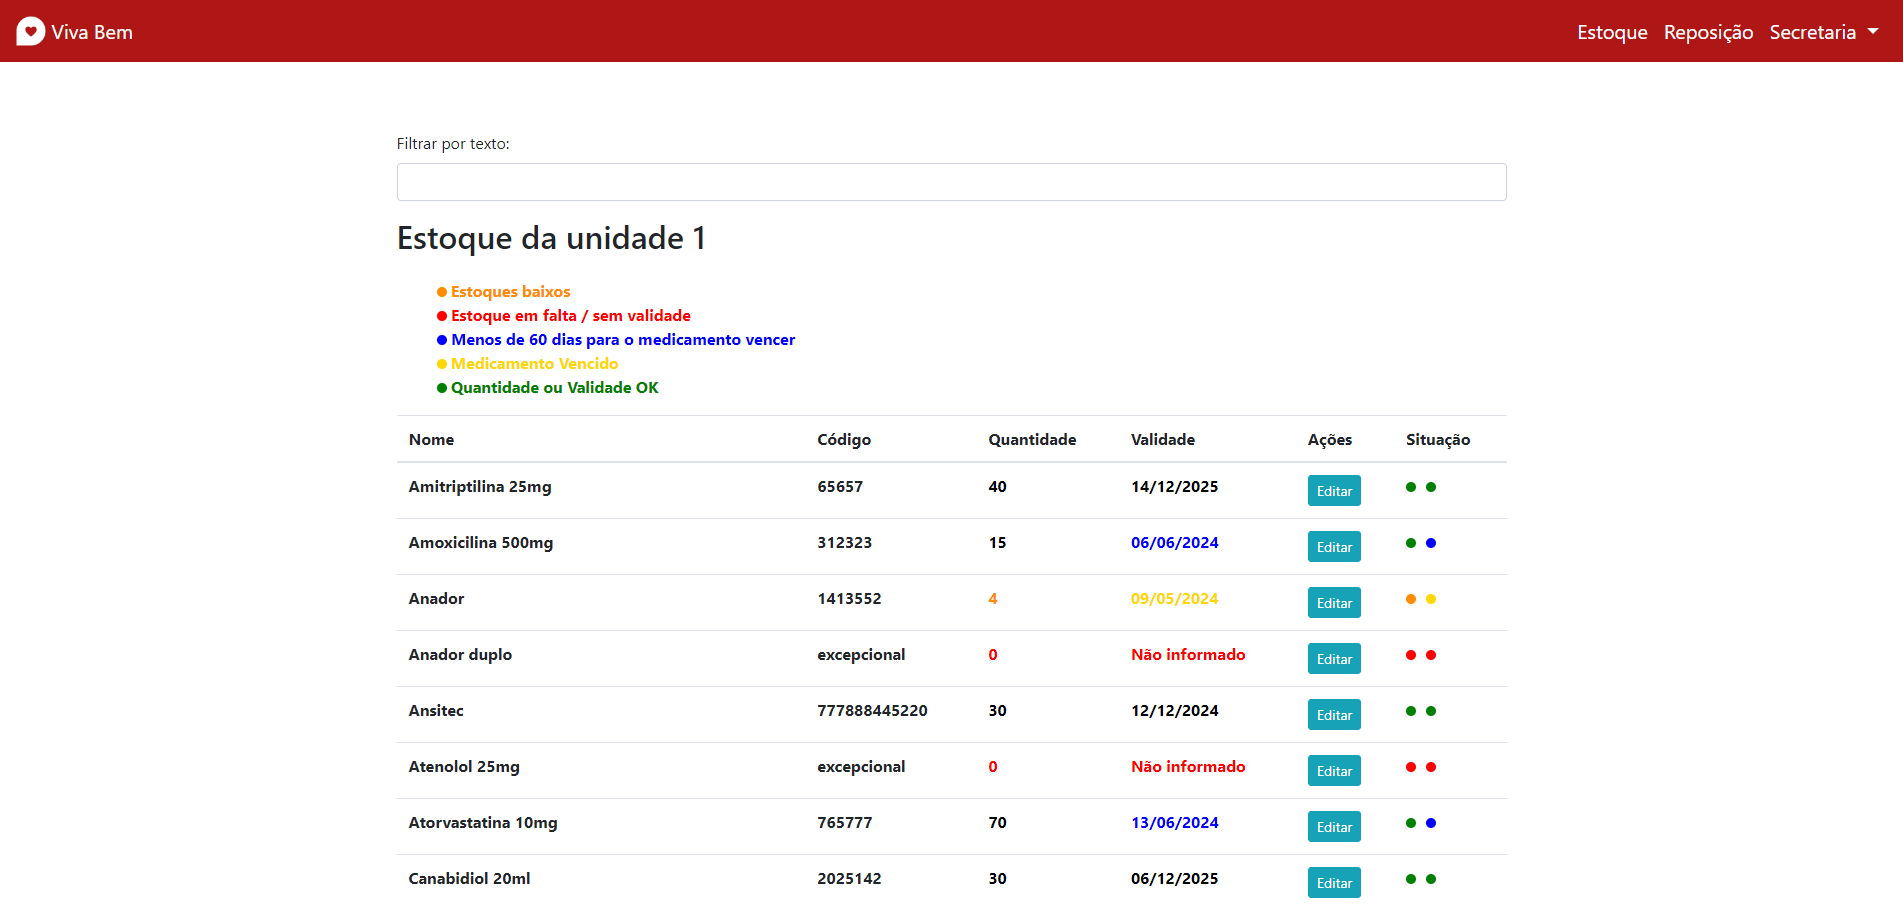 Viva Bem Estoque Reposição Secretaria
Filtrar por texto:
Estoque da unidade 1
Estoques baixos
Estoque em falta / sem validade
Menos de 60 dias para o medicamento vencer
Medicamento Vencido
Quantidade ou Validade OK
Nome Código Quantidade Validade Ações Situação
Amitriptilina 25mg 65657 40 14/12/2025 Editar
Amoxicilina 500mg 312323 15 06/06/2024 Editar
Anador 1413552 4 09/05/2024 Editar
Anador duplo excepcional 0 Não informado Editar
Ansitec 777888445220 30 12/12/2024 Editar
Atenolol 25mg excepcional 0 Não informado Editar
Atorvastatina 10mg 765777 70 13/06/2024 Editar
Canabidiol 20ml 2025142 30 06/12/2025 Editar